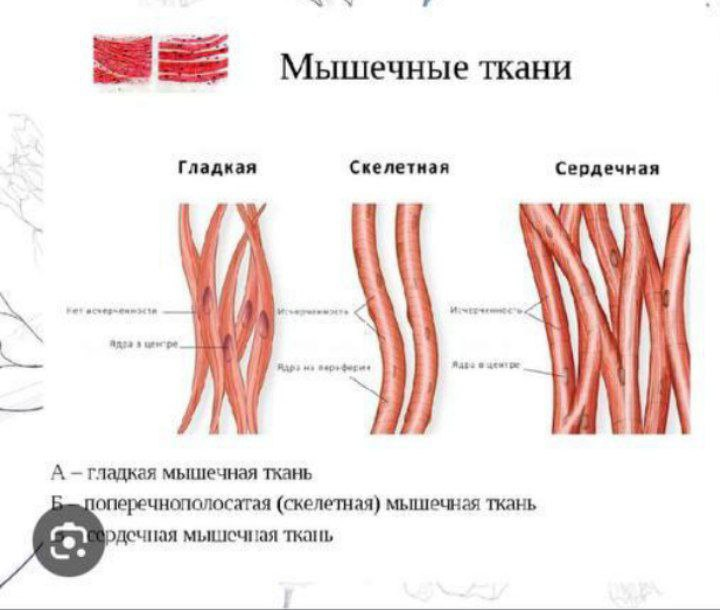 Мышечные ткани
Гладкая Скелетная Сердечная
Нет исчерченности Исчерченность Исчерченность
Ядра в центре Ядра на периферии Ядра в центре
А – гладкая мышечная ткань
Б – поперечнополосатая (скелетная) мышечная ткань
сердечная мышечная ткань